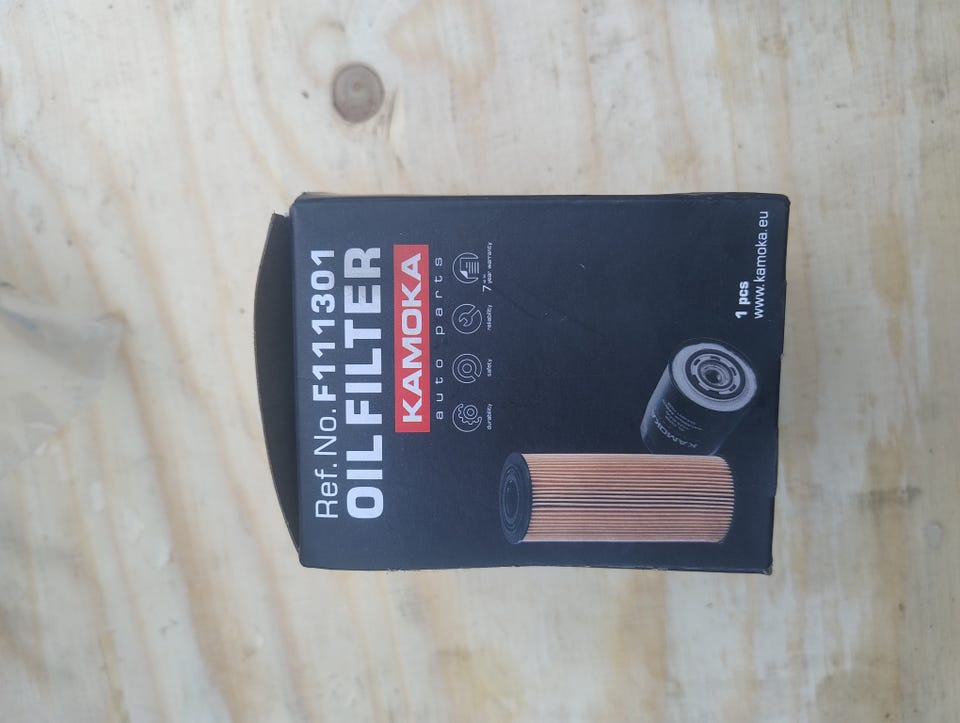 Ref. No. F111301
OIL FILTER
KAMOKA
auto parts
durability
safety
reliability
7 year warranty
KAMOKA
1 pcs
www.kamoka.eu